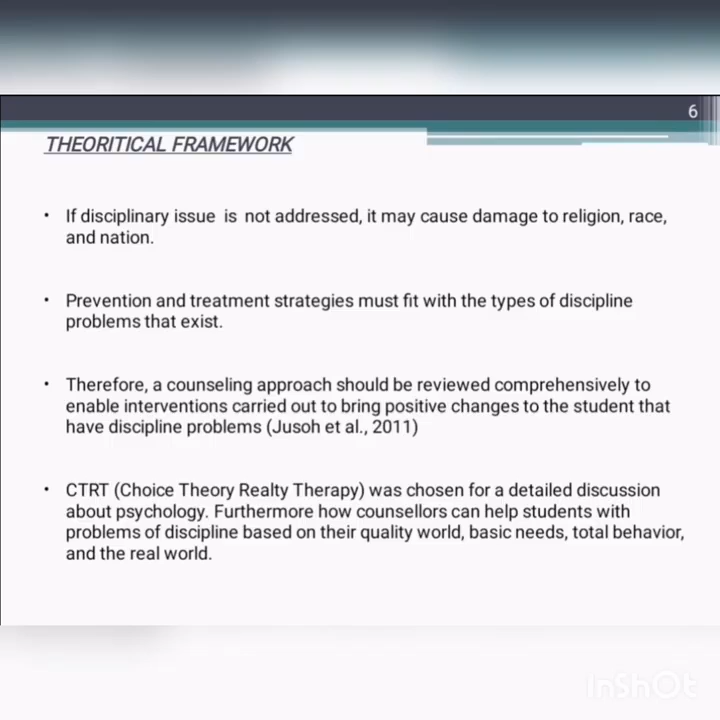 6
THEORITICAL FRAMEWORK
• If disciplinary issue is not addressed, it may cause damage to religion, race,
and nation.
• Prevention and treatment strategies must fit with the types of discipline
problems that exist.
• Therefore, a counseling approach should be reviewed comprehensively to
enable interventions carried out to bring positive changes to the student that
have discipline problems (Jusoh et al., 2011)
• CTRT (Choice Theory Realty Therapy) was chosen for a detailed discussion
about psychology. Furthermore how counsellors can help students with
problems of discipline based on their quality world, basic needs, total behavior,
and the real world.
InShOt